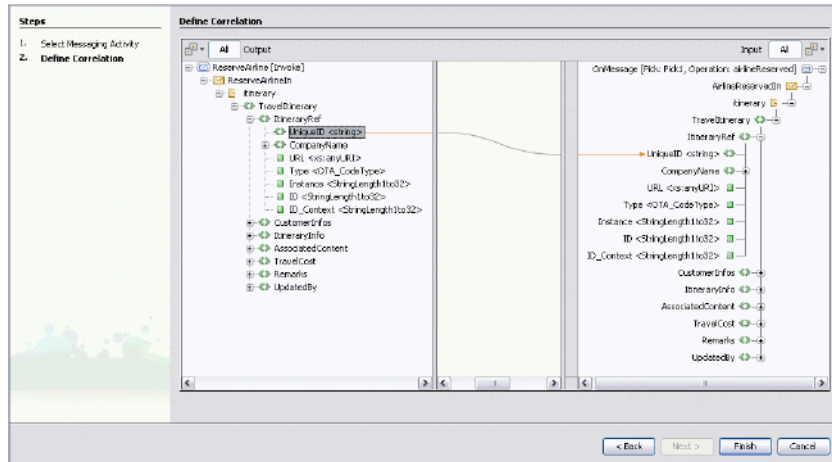 Steps
1. Select Messaging Activity
2. Define Correlation
Define Correlation
All Output
ReserveAirline [Invoke]
ReserveAirlineIn
itinerary
TravelItinerary
ItineraryRef
UniqueID <string>
CompanyName
URL <xs:anyURI>
Type <OTA_CodeType>
Instance <StringLength1to32>
ID <StringLength1to32>
ID_Context <StringLength1to32>
CustomerInfos
ItineraryInfo
AssociatedContent
TravelCost
Remarks
UpdatedBy
Input All
OnMessage [Pick: Pick1, Operation: airlineReserved]
AirlineReservedIn
itinerary
TravelItinerary
ItineraryRef
UniqueID <string>
CompanyName
URL <xs:anyURI>
Type <OTA_CodeType>
Instance <StringLength1to32>
ID <StringLength1to32>
ID_Context <StringLength1to32>
CustomerInfos
ItineraryInfo
AssociatedContent
TravelCost
Remarks
UpdatedBy
< Back Next > Finish Cancel